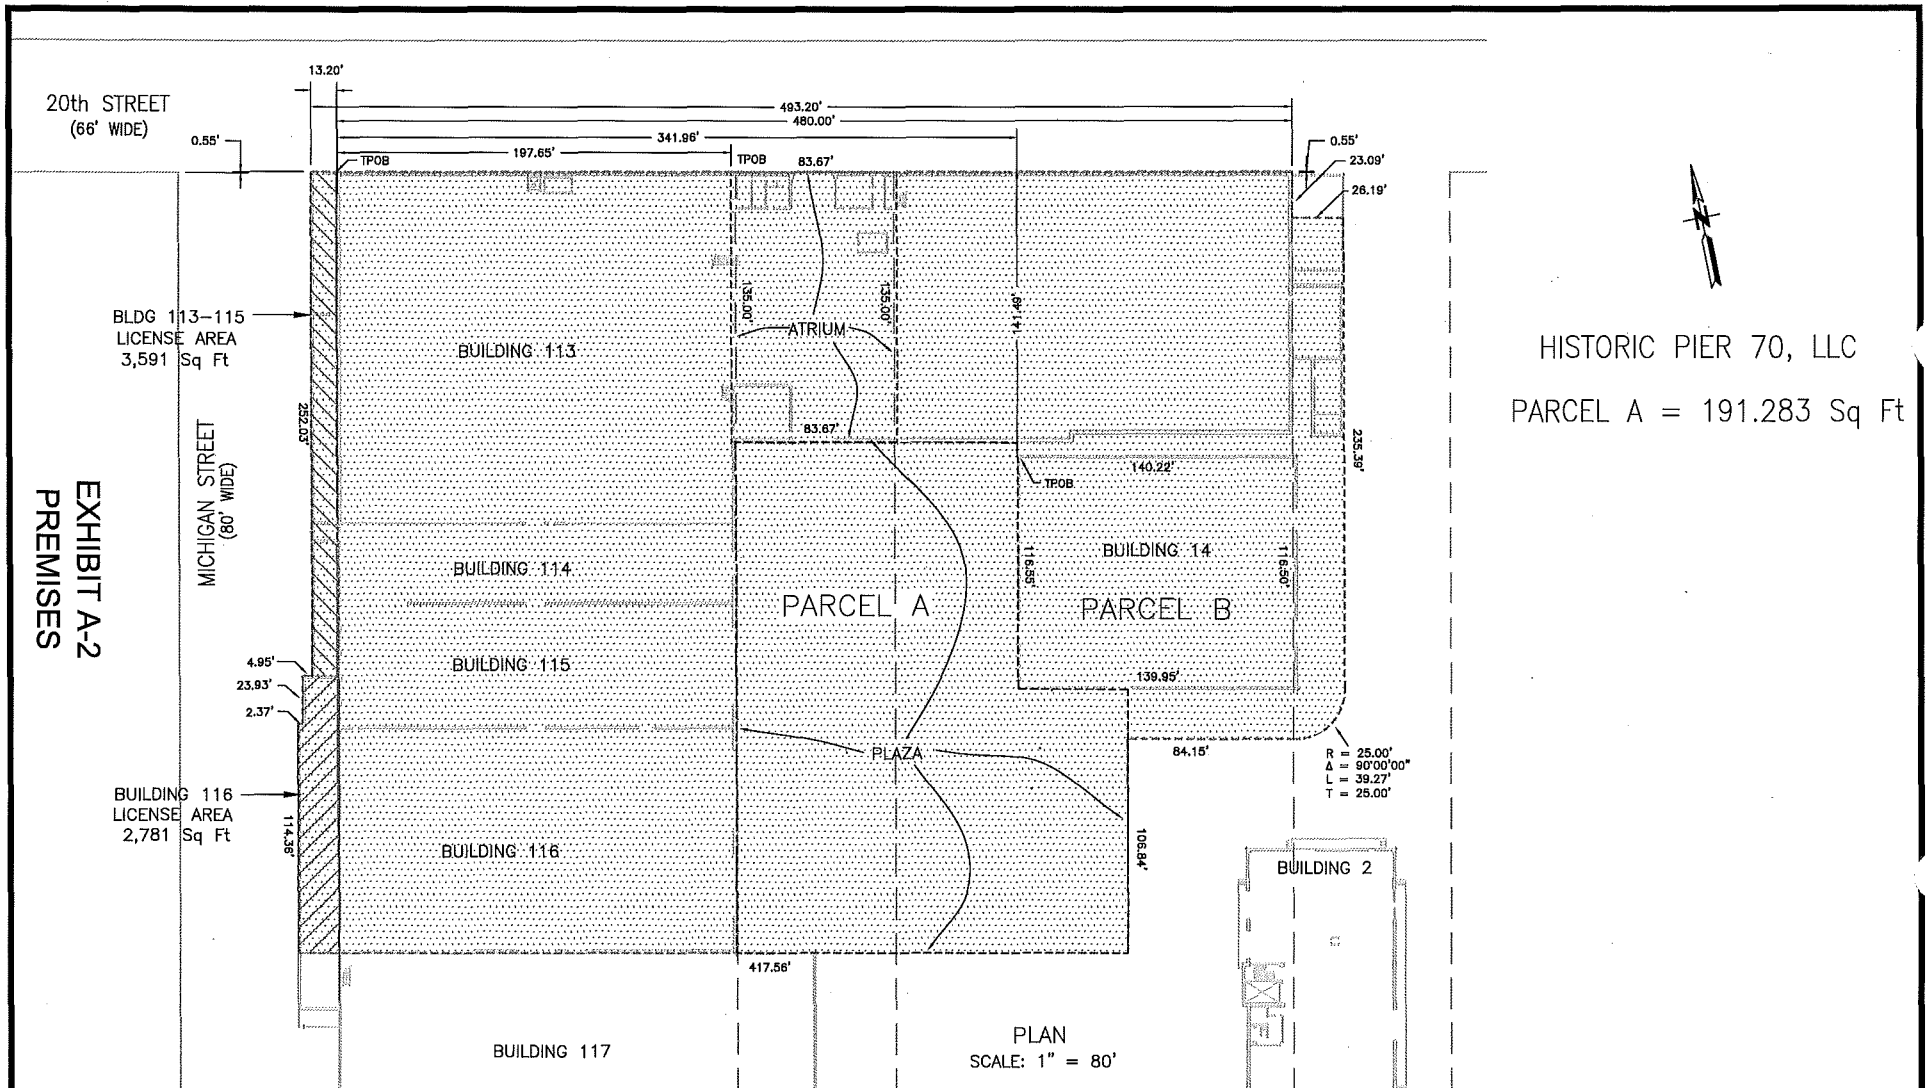 13.20'
20th STREET
(66' WIDE)
493.20'
480.00'
0.55'
341.96'
0.55'
197.65'
TPOB
TPOB
83.67'
23.09'
26.19'
135.00'
135.00'
141.49'
BLDG 113-115
LICENSE AREA
3,591 Sq Ft
ATRIUM
BUILDING 113
HISTORIC PIER 70, LLC
PARCEL A = 191.283 Sq Ft
252.03'
83.67'
235.39'
140.22'
TPOB
MICHIGAN STREET
(80' WIDE)
EXHIBIT A-2
PREMISES
BUILDING 114
116.55'
BUILDING 14
116.50'
PARCEL A
PARCEL B
BUILDING 115
4.95'
23.93'
2.37'
139.95'
PLAZA
84.15'
R = 25.00'
Δ = 90°00'00"
L = 39.27'
T = 25.00'
BUILDING 116
LICENSE AREA
2,781 Sq Ft
114.36'
BUILDING 116
106.84'
BUILDING 2
417.56'
BUILDING 117
PLAN
SCALE: 1" = 80'
N